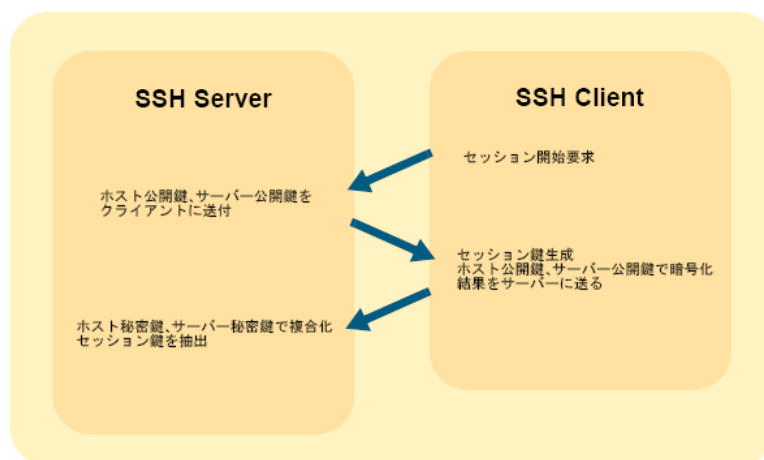 SSH Server
SSH Client
セッション開始要求
ホスト公開鍵、サーバー公開鍵を
クライアントに送付
セッション鍵生成
ホスト公開鍵、サーバー公開鍵で暗号化
結果をサーバーに送る
ホスト秘密鍵、サーバー秘密鍵で複合化
セッション鍵を抽出